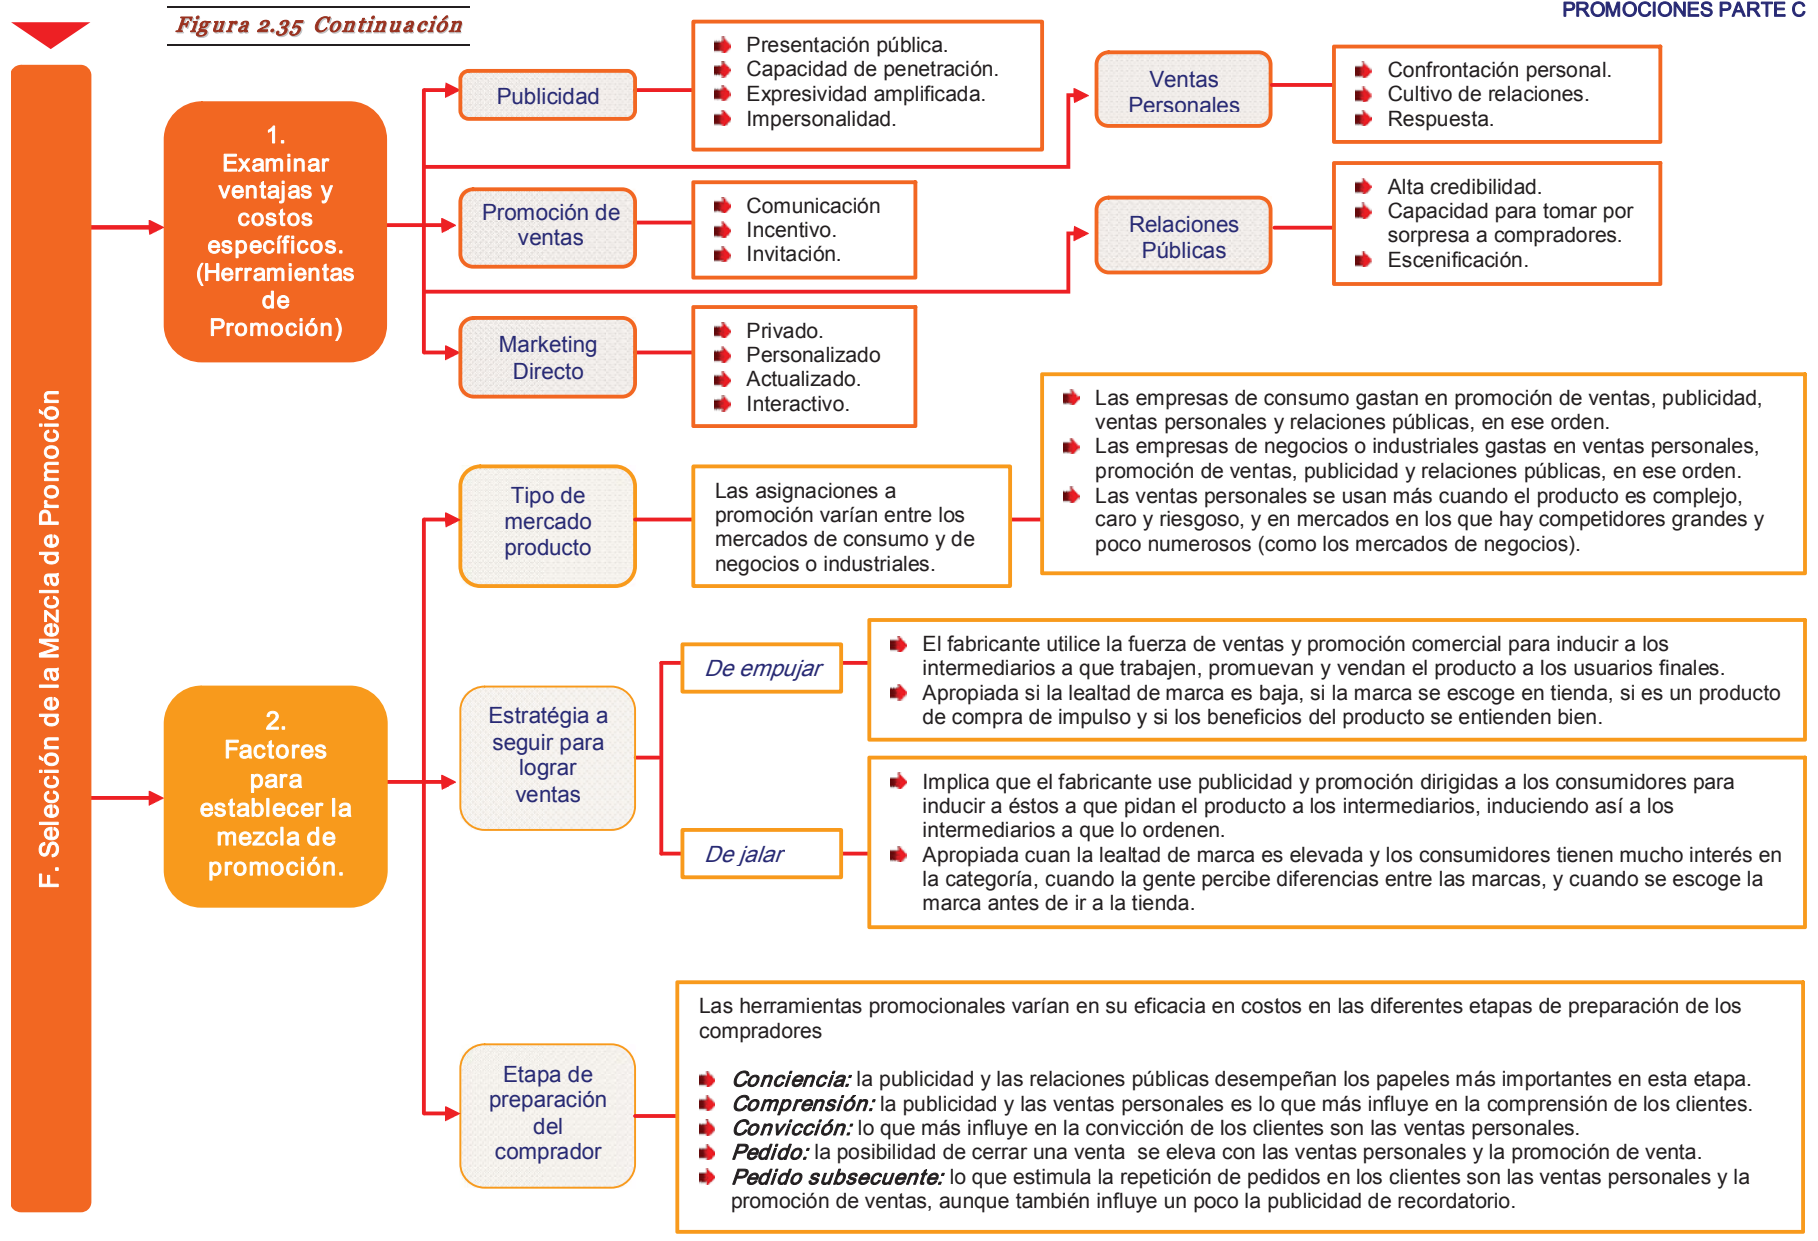 Figura 2.35 Continuación
PROMOCIONES PARTE C
F. Selección de la Mezcla de Promoción
1.
Examinar
ventajas y
costos
específicos.
(Herramientas
de
Promoción)
Publicidad
Presentación pública.
Capacidad de penetración.
Expresividad amplificada.
Impersonalidad.
Ventas
Personales
Confrontación personal.
Cultivo de relaciones.
Respuesta.
Promoción de
ventas
Comunicación
Incentivo.
Invitación.
Relaciones
Públicas
Alta credibilidad.
Capacidad para tomar por
sorpresa a compradores.
Escenificación.
Marketing
Directo
Privado.
Personalizado
Actualizado.
Interactivo.
2.
Factores
para
establecer la
mezcla de
promoción.
Tipo de
mercado
producto
Las asignaciones a
promoción varían entre los
mercados de consumo y de
negocios o industriales.
Las empresas de consumo gastan en promoción de ventas, publicidad,
ventas personales y relaciones públicas, en ese orden.
Las empresas de negocios o industriales gastas en ventas personales,
promoción de ventas, publicidad y relaciones públicas, en ese orden.
Las ventas personales se usan más cuando el producto es complejo,
caro y riesgoso, y en mercados en los que hay competidores grandes y
poco numerosos (como los mercados de negocios).
Estratégia a
seguir para
lograr
ventas
De empujar
El fabricante utilice la fuerza de ventas y promoción comercial para inducir a los
intermediarios a que trabajen, promuevan y vendan el producto a los usuarios finales.
Apropiada si la lealtad de marca es baja, si la marca se escoge en tienda, si es un producto
de compra de impulso y si los beneficios del producto se entienden bien.
De jalar
Implica que el fabricante use publicidad y promoción dirigidas a los consumidores para
inducir a éstos a que pidan el producto a los intermediarios, induciendo así a los
intermediarios a que lo ordenen.
Apropiada cuan la lealtad de marca es elevada y los consumidores tienen mucho interés en
la categoría, cuando la gente percibe diferencias entre las marcas, y cuando se escoge la
marca antes de ir a la tienda.
Etapa de
preparación
del
comprador
Las herramientas promocionales varían en su eficacia en costos en las diferentes etapas de preparación de los
compradores
Conciencia: la publicidad y las relaciones públicas desempeñan los papeles más importantes en esta etapa.
Comprensión: la publicidad y las ventas personales es lo que más influye en la comprensión de los clientes.
Convicción: lo que más influye en la convicción de los clientes son las ventas personales.
Pedido: la posibilidad de cerrar una venta se eleva con las ventas personales y la promoción de venta.
Pedido subsecuente: lo que estimula la repetición de pedidos en los clientes son las ventas personales y la
promoción de ventas, aunque también influye un poco la publicidad de recordatorio.